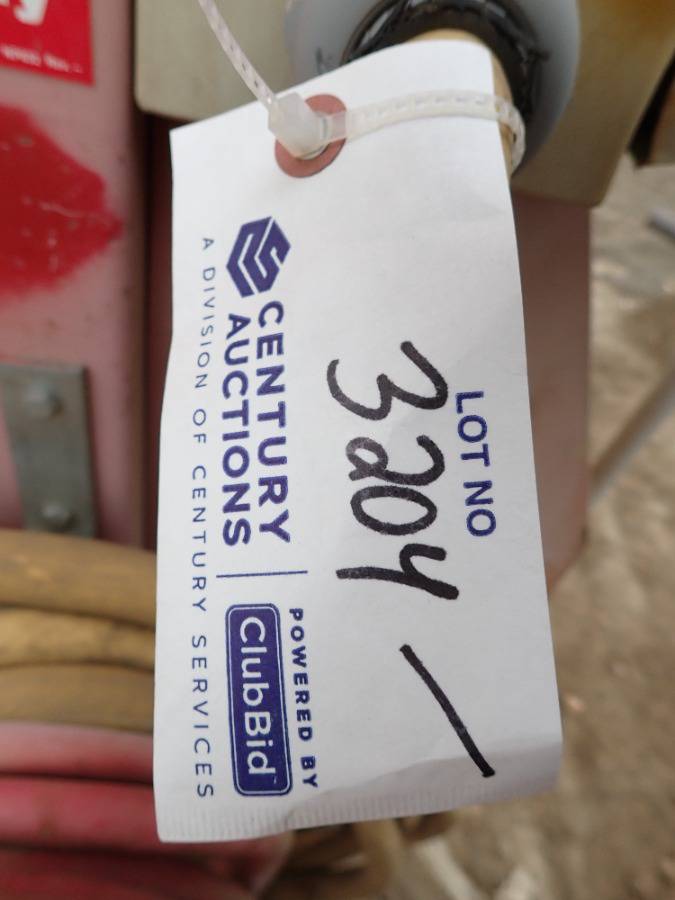 LOT NO
3204 —
CENTURY
AUCTIONS
A DIVISION OF CENTURY SERVICES
POWERED BY
ClubBid